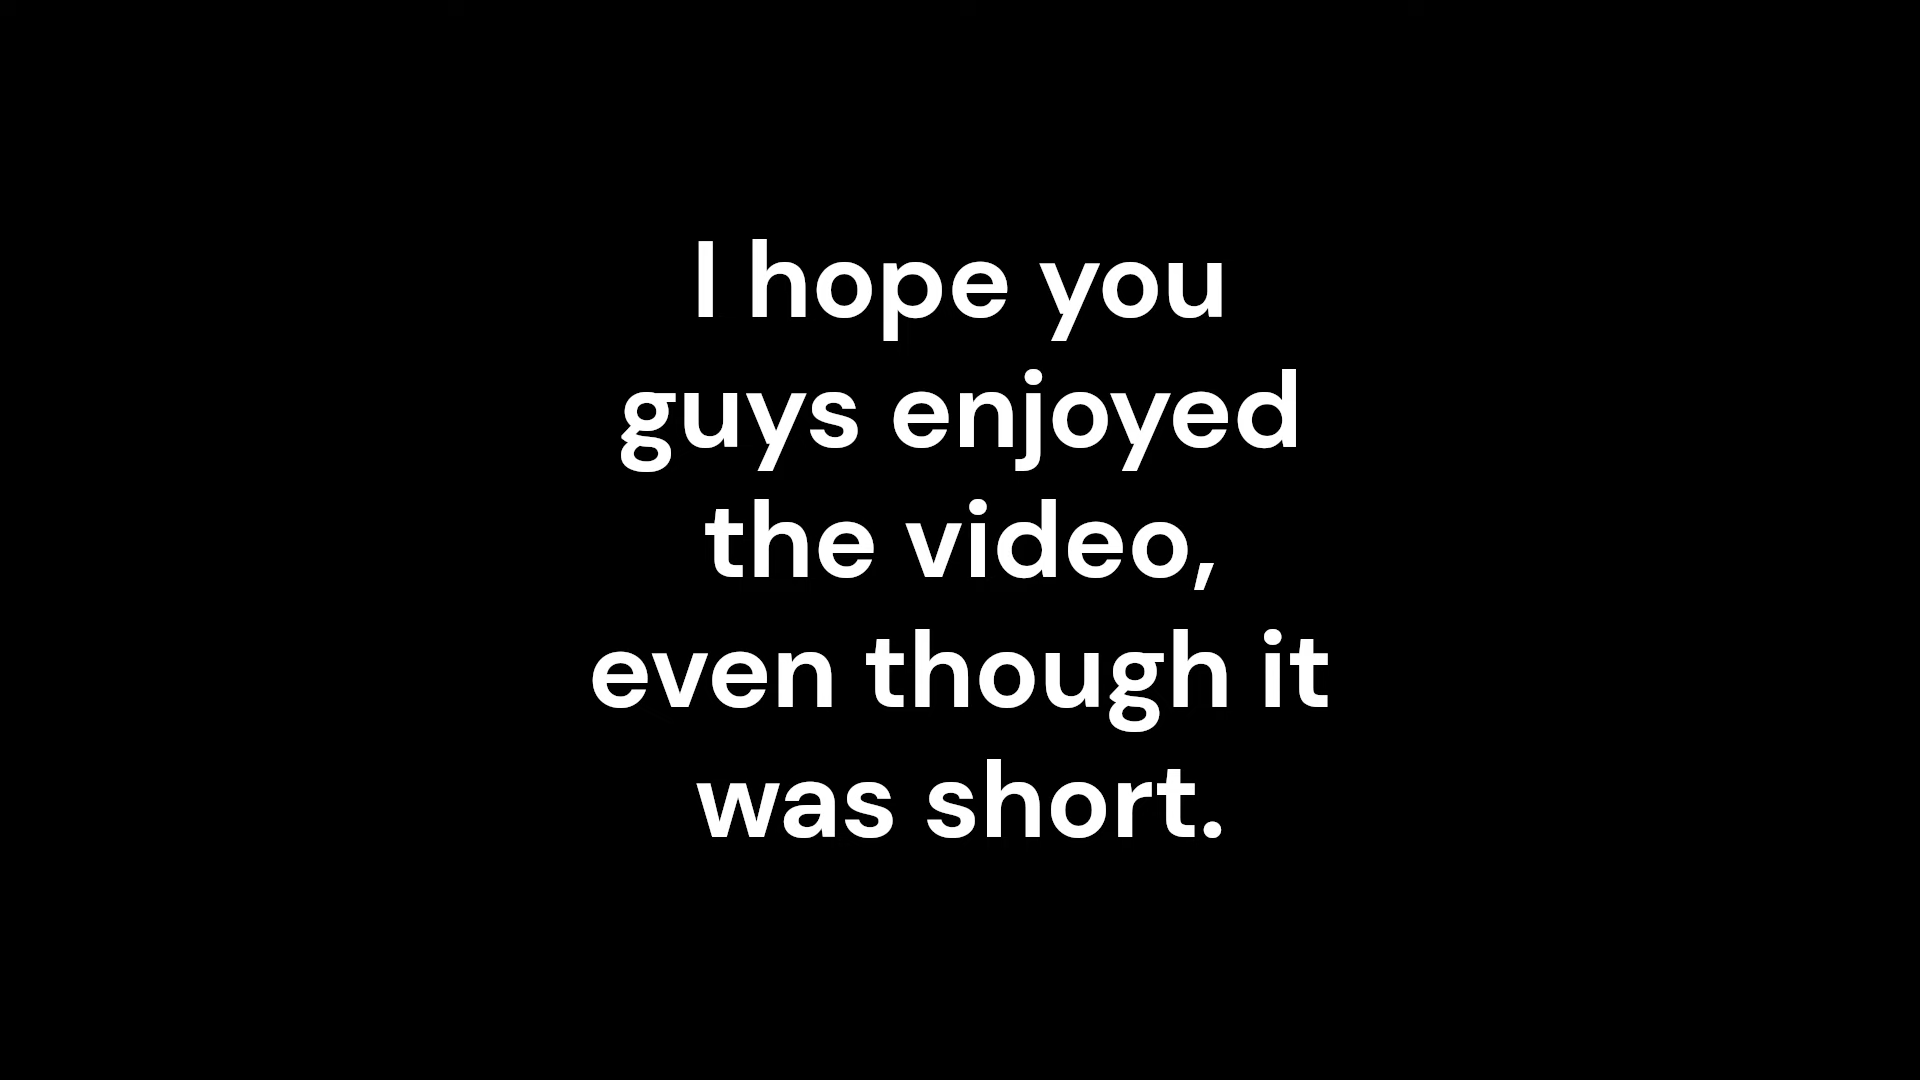 I hope you
guys enjoyed
the video,
even though it
was short.